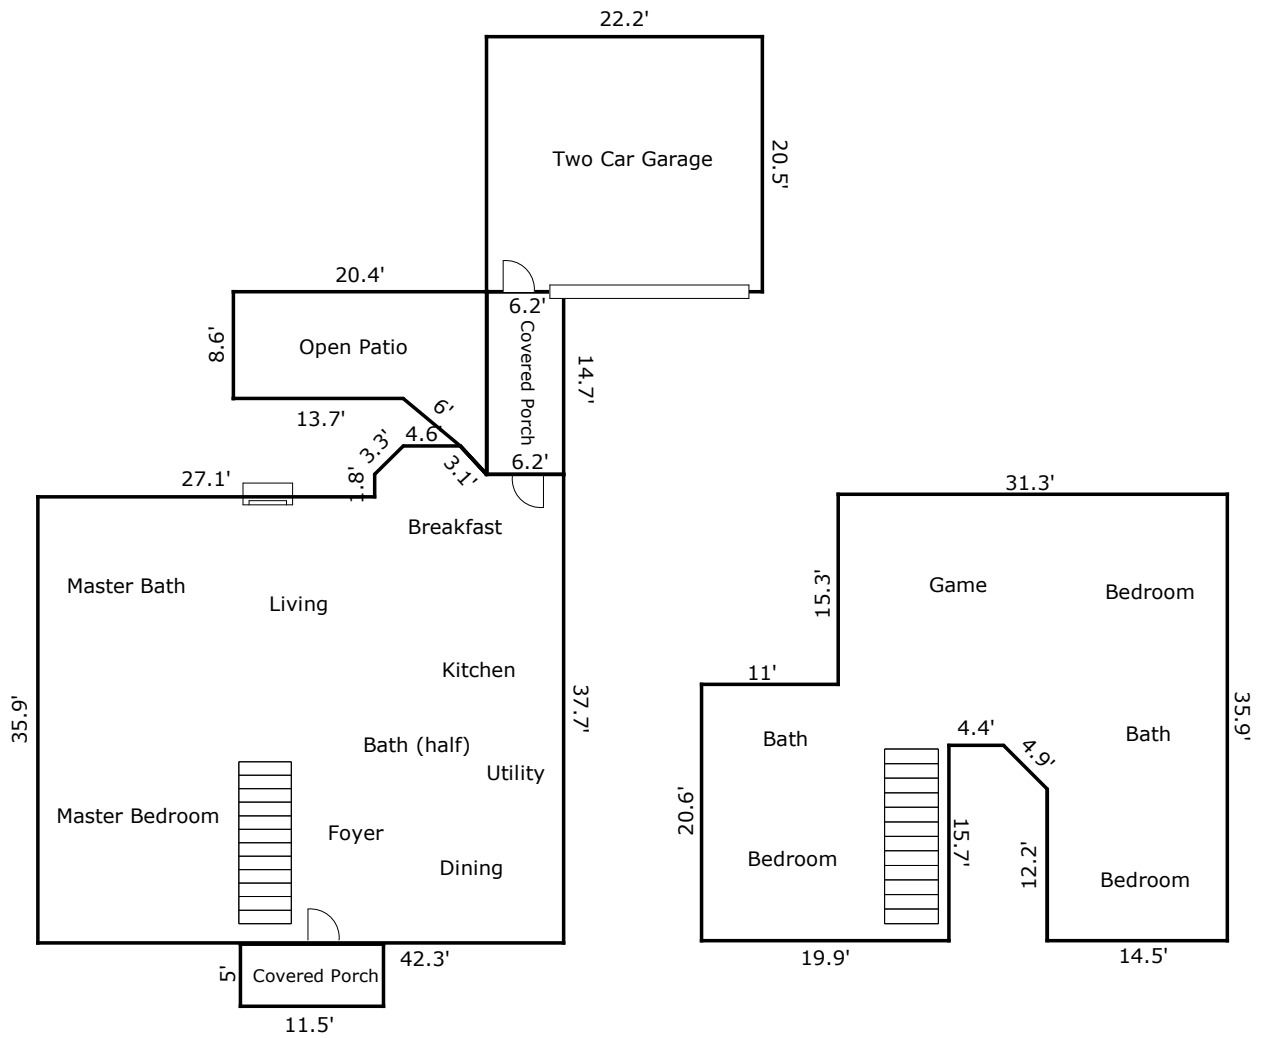 22.2'
Two Car Garage
20.5'
20.4'
6.2'
8.6'
Open Patio
Covered Porch
14.7'
13.7'
6'
4.6'
3.3'
3.1'
6.2'
27.1'
1.8'
Breakfast
Master Bath
Living
Kitchen
35.9'
37.7'
Bath (half)
Utility
Master Bedroom
Foyer
Dining
42.3'
5'
Covered Porch
11.5'
31.3'
15.3'
Game
Bedroom
11'
35.9'
Bath
4.4'
4.9'
Bath
20.6'
15.7'
12.2'
Bedroom
Bedroom
19.9'
14.5'